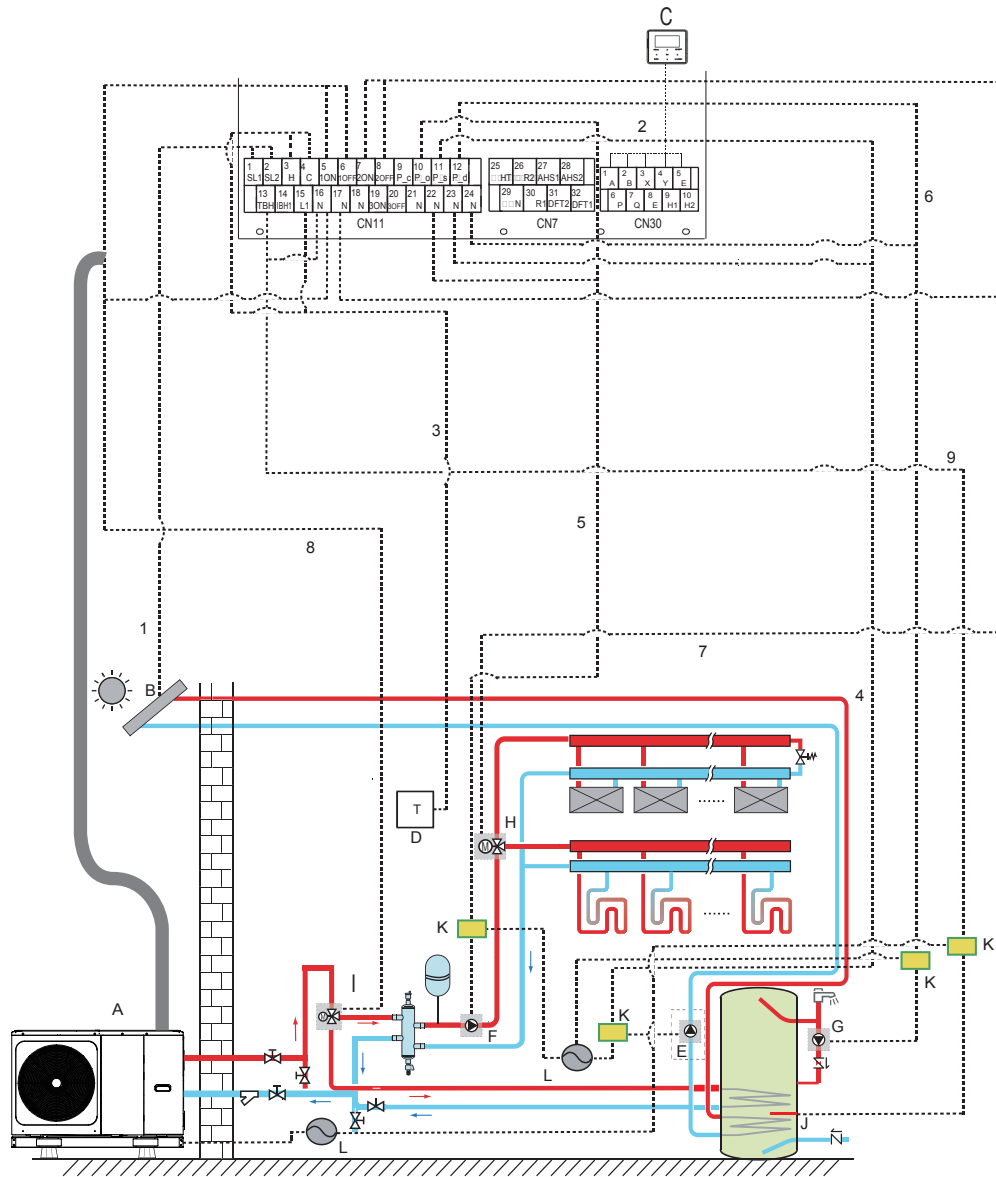 C
2
1 2 3 4 5 6 7 8 9 10 11 12
SL1 SL2 H C 1ON 1OFF 2ON 2OFF P_c P_o P_s P_d
13 14 15 16 17 18 19 20 21 22 23 24
TBH IBH1 L1 N N N 3ON 3OFF N N N N
CN11
25 26 27 28
□□HT □□R2 AHS1 AHS2
29 30 31 32
□□N R1 DFT2 DFT1
CN7
1 2 3 4 5
A B X Y E
6 7 8 9 10
P Q E H1 H2
CN30
6
3
9
5
8
1
7
B
4
T
D
M
H
K
K
K
I
M
A
F
K
E
G
L
J
L